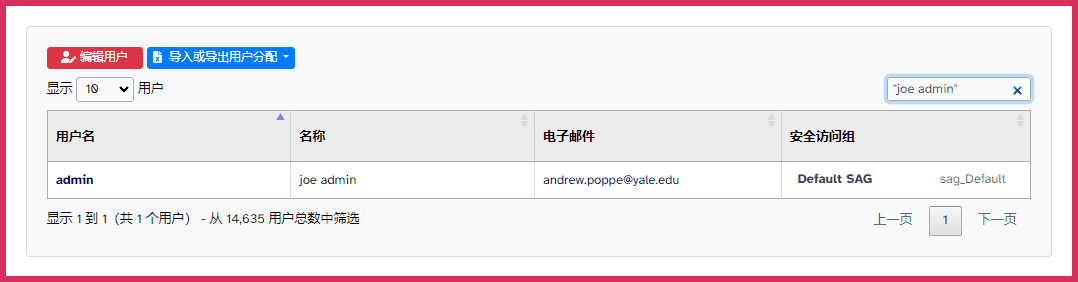 编辑用户 导入或导出用户分配
显示 10 用户 "joe admin"
用户名 名称 电子邮件 安全访问组
admin joe admin andrew.poppe@yale.edu Default SAG sag_Default
显示 1 到 1（共 1 个用户） - 从 14,635 用户总数中筛选 上一页 1 下一页